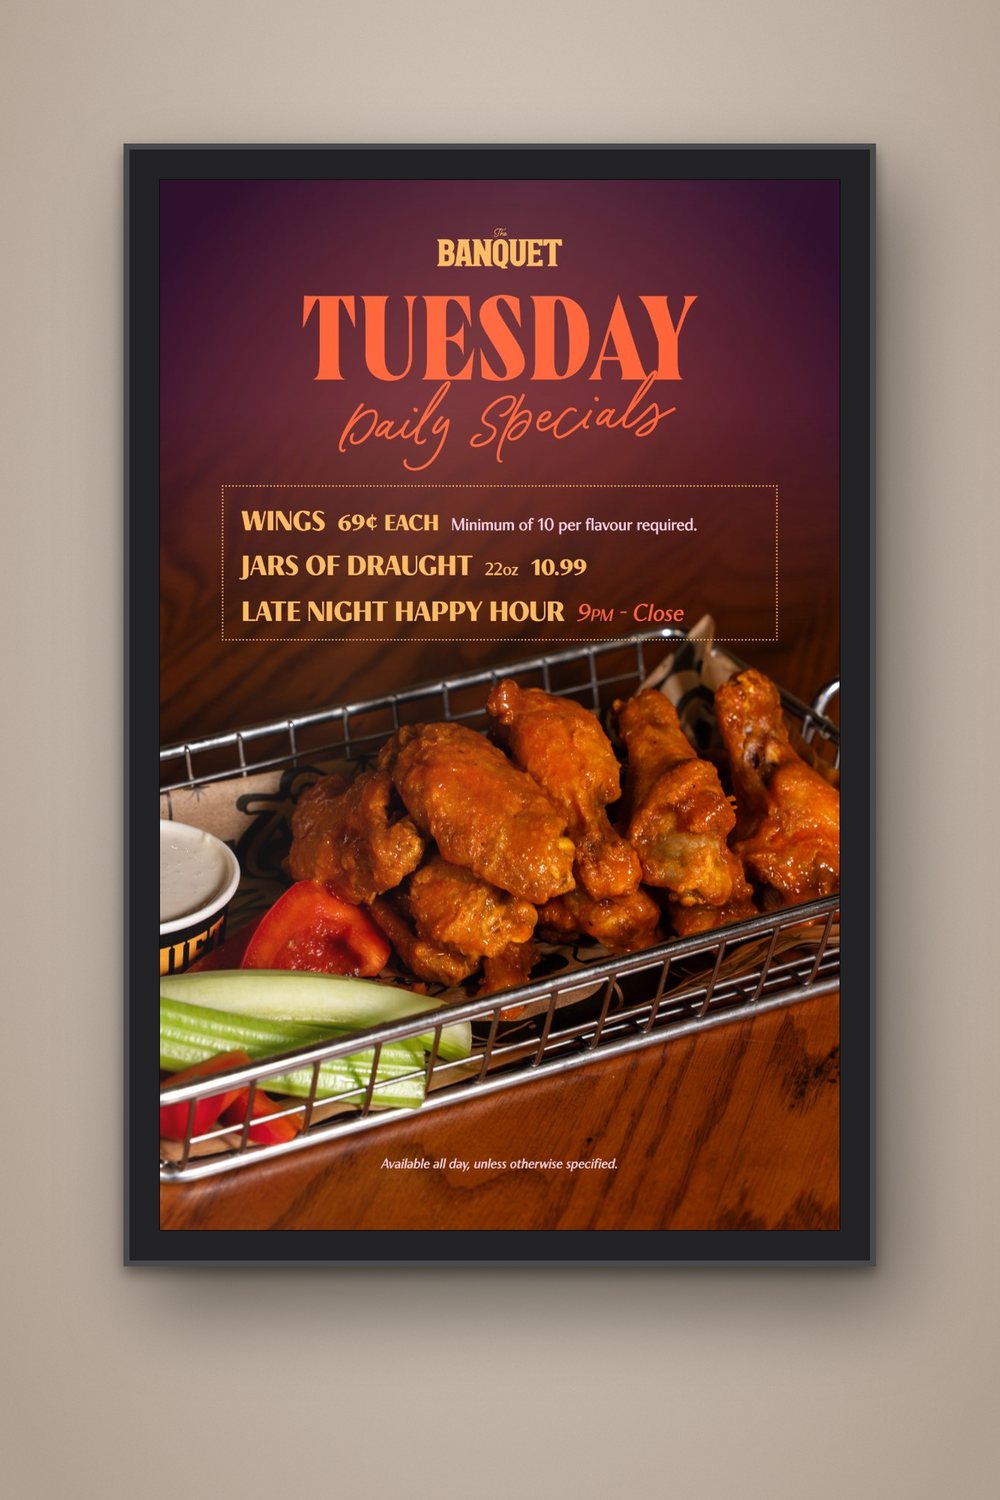 The
BANQUET
TUESDAY
Daily Specials
WINGS 69¢ EACH Minimum of 10 per flavour required.
JARS OF DRAUGHT 22oz 10.99
LATE NIGHT HAPPY HOUR 9PM - Close
Available all day, unless otherwise specified.